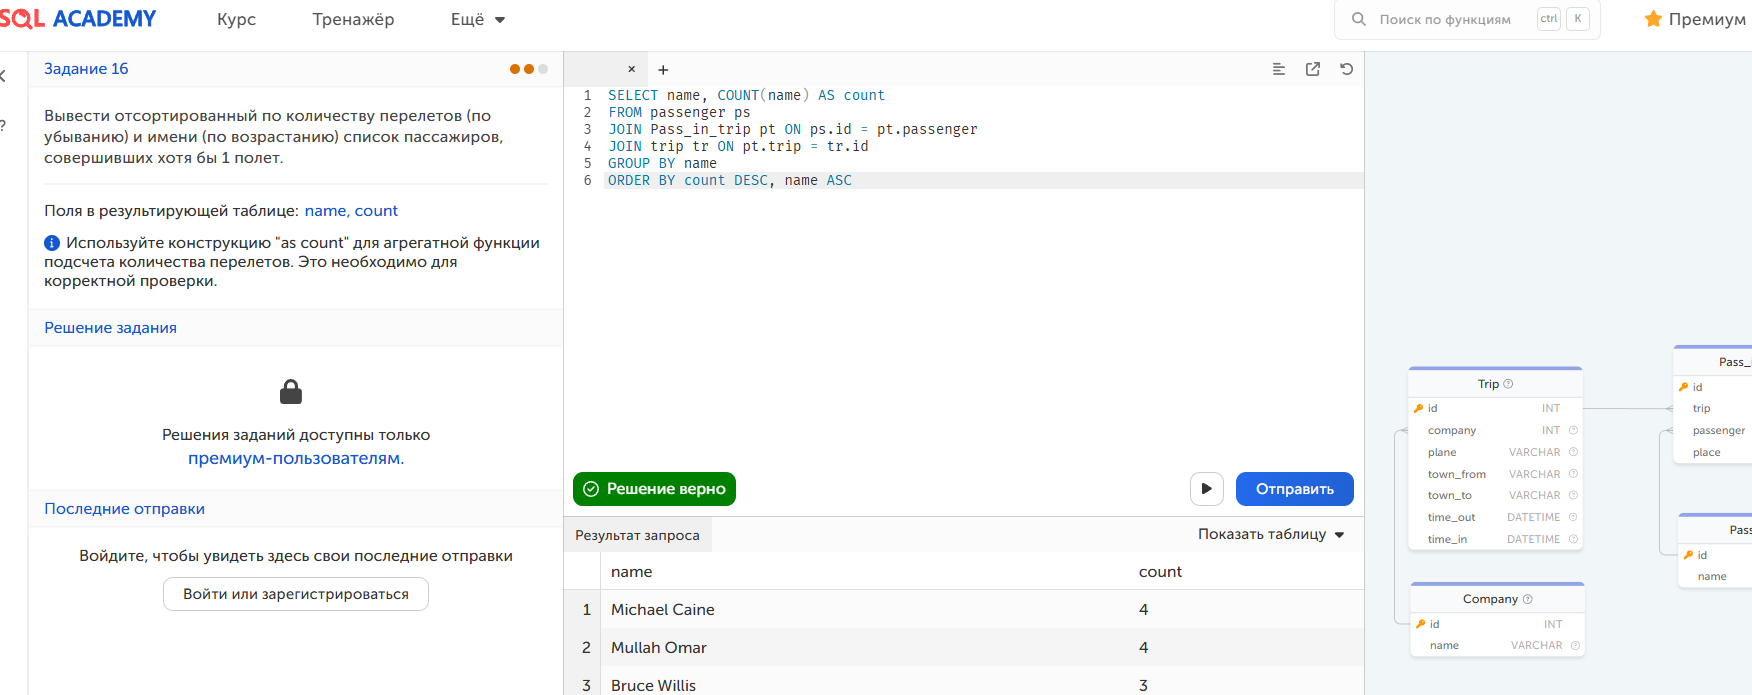 SQL ACADEMY
Курс
Тренажёр
Ещё
Поиск по функциям
ctrl
K
Премиум
Задание 16
Вывести отсортированный по количеству перелетов (по
убыванию) и имени (по возрастанию) список пассажиров,
совершивших хотя бы 1 полет.
Поля в результирующей таблице: name, count
Используйте конструкцию "as count" для агрегатной функции
подсчета количества перелетов. Это необходимо для
корректной проверки.
Решение задания
Решения заданий доступны только
премиум-пользователям.
Последние отправки
Войдите, чтобы увидеть здесь свои последние отправки
Войти или зарегистрироваться
× +
1 SELECT name, COUNT(name) AS count
2 FROM passenger ps
3 JOIN Pass_in_trip pt ON ps.id = pt.passenger
4 JOIN trip tr ON pt.trip = tr.id
5 GROUP BY name
6 ORDER BY count DESC, name ASC
Решение верно
Отправить
Результат запроса
Показать таблицу
name count
1 Michael Caine 4
2 Mullah Omar 4
3 Bruce Willis 3
Trip
id INT
company INT
plane VARCHAR
town_from VARCHAR
town_to VARCHAR
time_out DATETIME
time_in DATETIME
Company
id INT
name VARCHAR
Pass_
id
trip
passenger
place
Pass
id
name